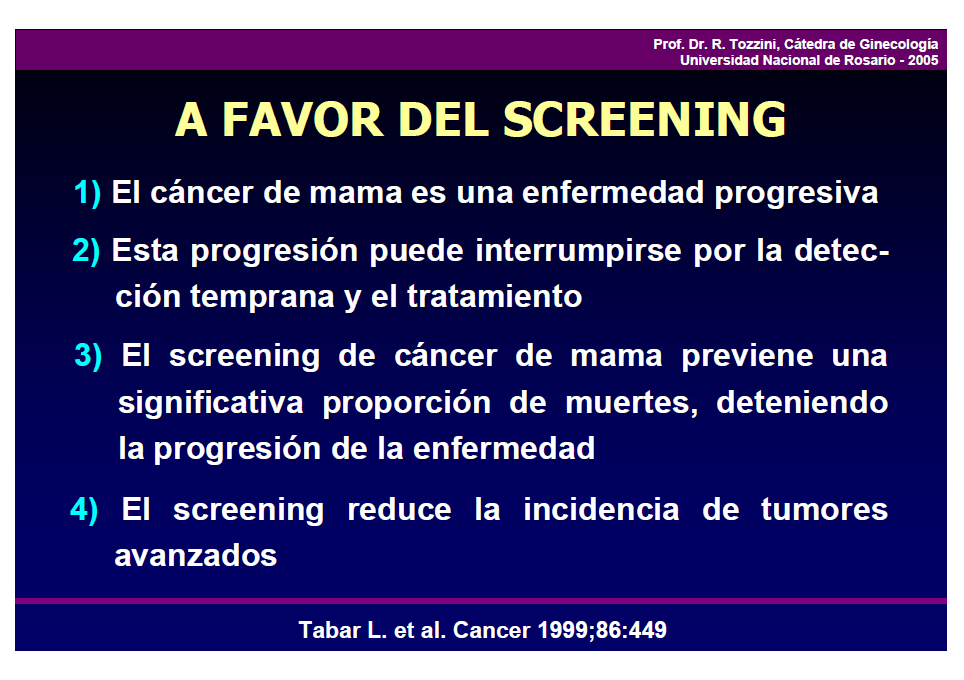 Prof. Dr. R. Tozzini, Cátedra de Ginecología
Universidad Nacional de Rosario - 2005
A FAVOR DEL SCREENING
1) El cáncer de mama es una enfermedad progresiva
2) Esta progresión puede interrumpirse por la detec-
ción temprana y el tratamiento
3) El screening de cáncer de mama previene una
significativa proporción de muertes, deteniendo
la progresión de la enfermedad
4) El screening reduce la incidencia de tumores
avanzados
Tabar L. et al. Cancer 1999;86:449